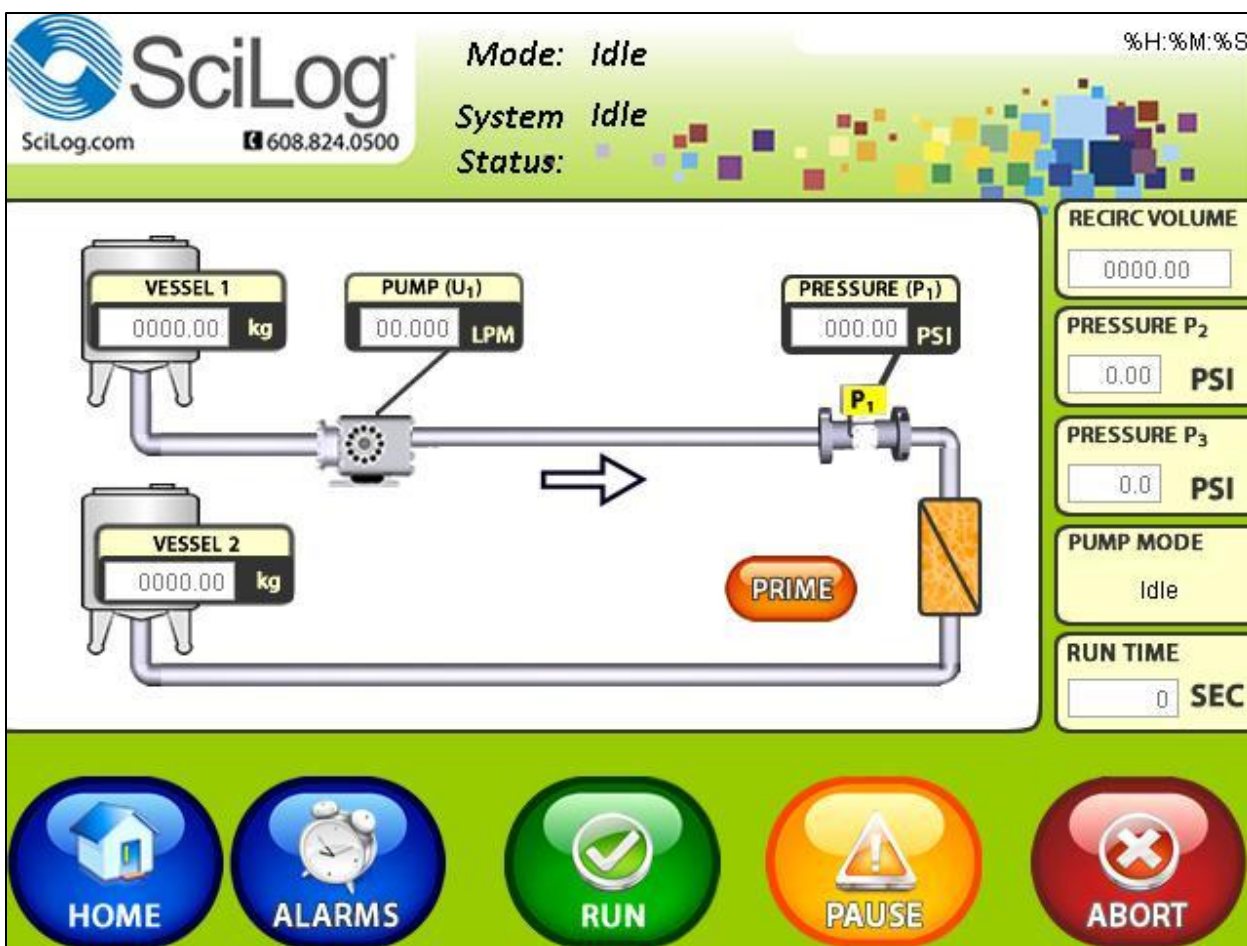 SciLog
SciLog.com 608.824.0500
Mode: Idle
System Idle
Status:
%H:%M:%S
VESSEL 1
0000.00 kg
PUMP (U₁)
00.000 LPM
PRESSURE (P₁)
000.00 PSI
P₁
VESSEL 2
0000.00 kg
PRIME
RECIRC VOLUME
0000.00
PRESSURE P₂
0.00 PSI
PRESSURE P₃
0.0 PSI
PUMP MODE
Idle
RUN TIME
0 SEC
HOME
ALARMS
RUN
PAUSE
ABORT